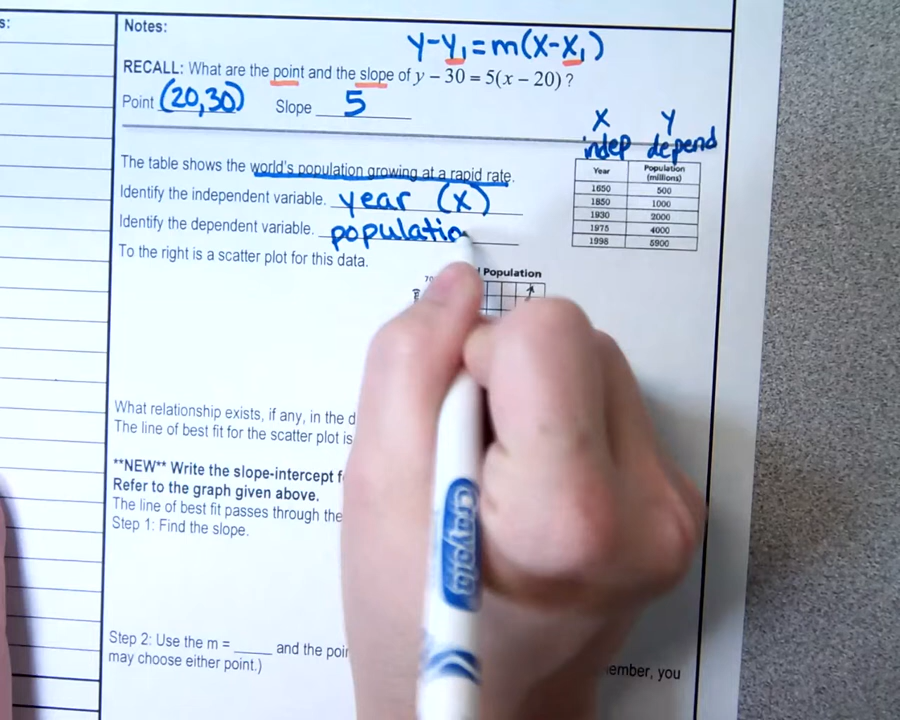 s:
Notes:
y-y₁=m(x-x₁)
RECALL: What are the point and the slope of y – 30 = 5(x – 20) ?
Point (20,30) Slope 5
X Y
indep depend
The table shows the world's population growing at a rapid rate.
Year Population (millions)
1650 500
1850 1000
1930 2000
1975 4000
1998 5900
Identify the independent variable. year (x)
Identify the dependent variable. populatio
To the right is a scatter plot for this data.
Population
What relationship exists, if any, in the d
The line of best fit for the scatter plot is
**NEW** Write the slope-intercept f
Refer to the graph given above.
The line of best fit passes through the
Step 1: Find the slope.
Crayola
Step 2: Use the m = _____ and the poin
ember, you
may choose either point.)